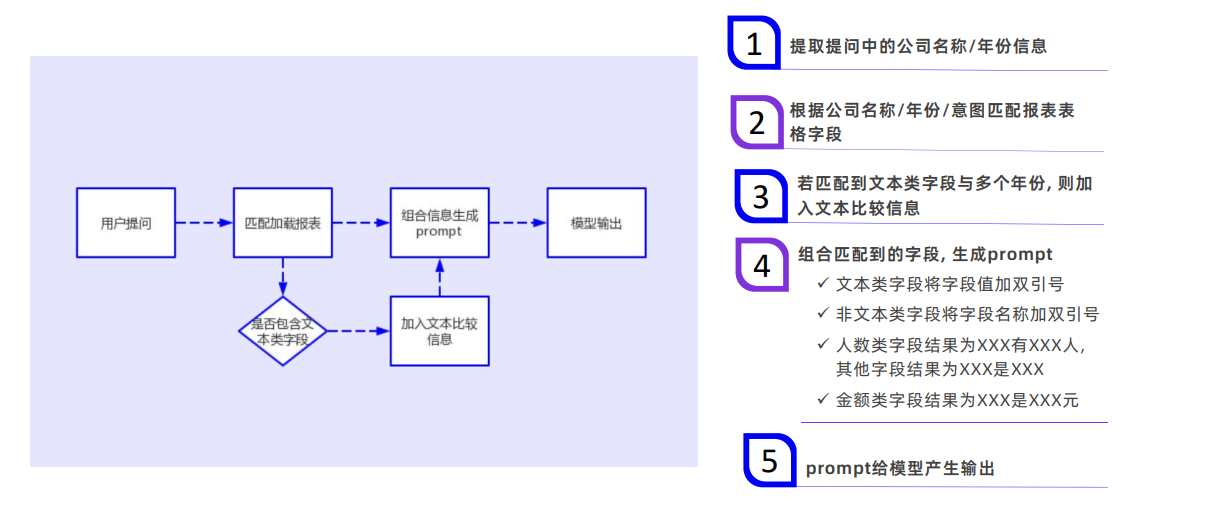 用户提问
匹配加载报表
组合信息生成
prompt
模型输出
是否包含文
本类字段
加入文本比较
信息
1
提取提问中的公司名称/年份信息
2
根据公司名称/年份/意图匹配报表表
格字段
3
若匹配到文本类字段与多个年份, 则加
入文本比较信息
4
组合匹配到的字段, 生成prompt
✓ 文本类字段将字段值加双引号
✓ 非文本类字段将字段名称加双引号
✓ 人数类字段结果为XXX有XXX人,
其他字段结果为XXX是XXX
✓ 金额类字段结果为XXX是XXX元
5
prompt给模型产生输出